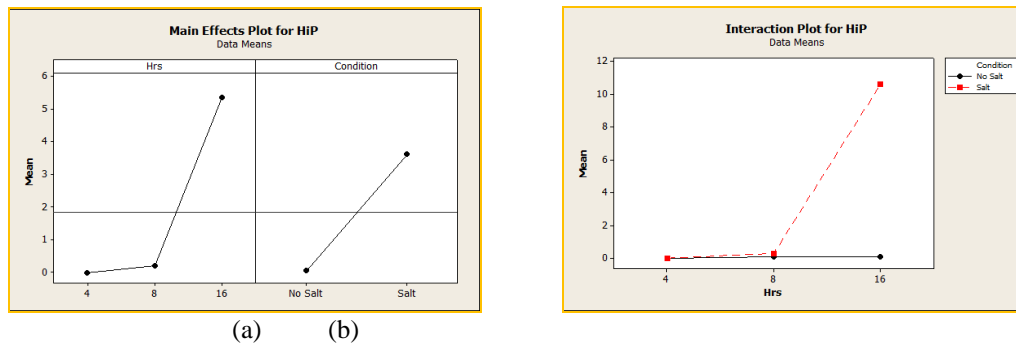 Main Effects Plot for HiP
Data Means
Hrs Condition
6
5
4
3
2
1
0
Mean
4 8 16 No Salt Salt
(a) (b)
Interaction Plot for HiP
Data Means
12
10
8
6
4
2
0
Mean
4 8 16
Hrs
Condition
No Salt
Salt